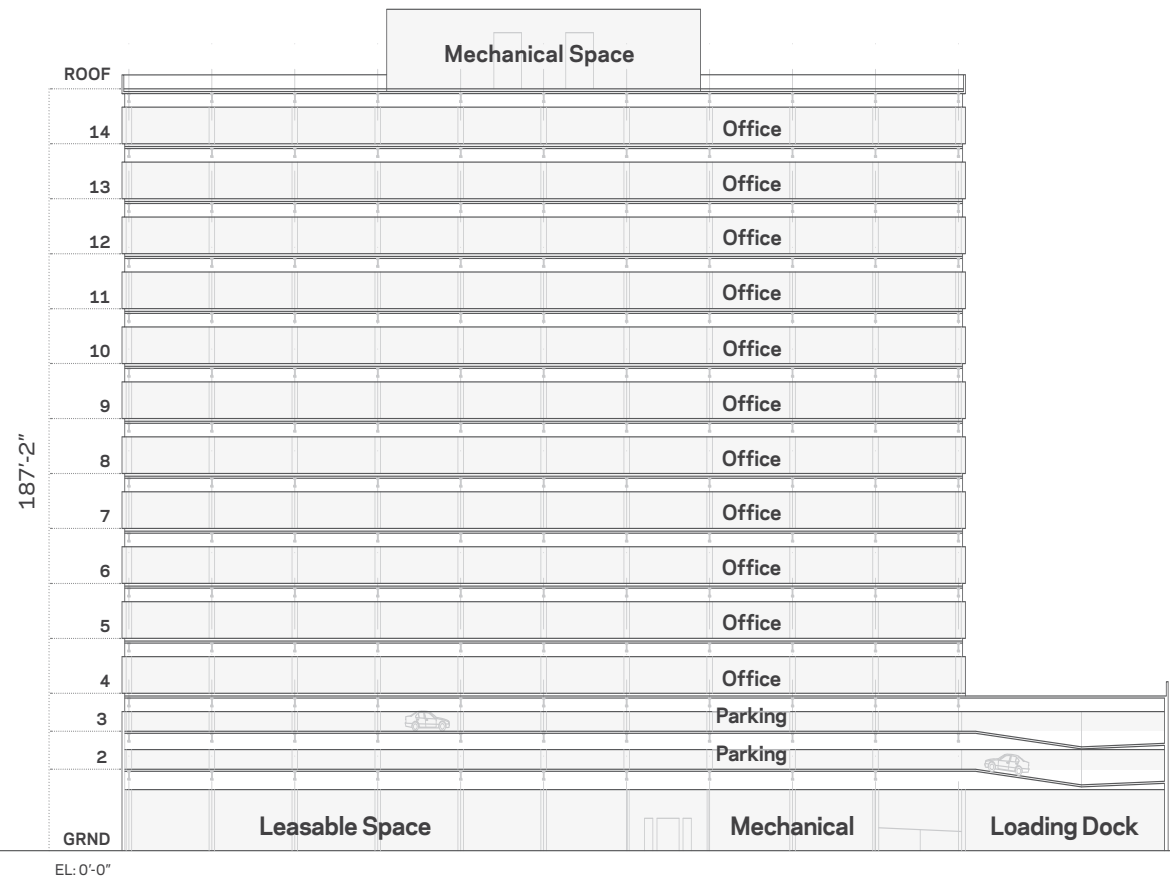 Mechanical Space
ROOF
14 Office
13 Office
12 Office
11 Office
10 Office
9 Office
8 Office
187'-2"
7 Office
6 Office
5 Office
4 Office
3 Parking
2 Parking
GRND Leasable Space Mechanical Loading Dock
EL: 0'-0"